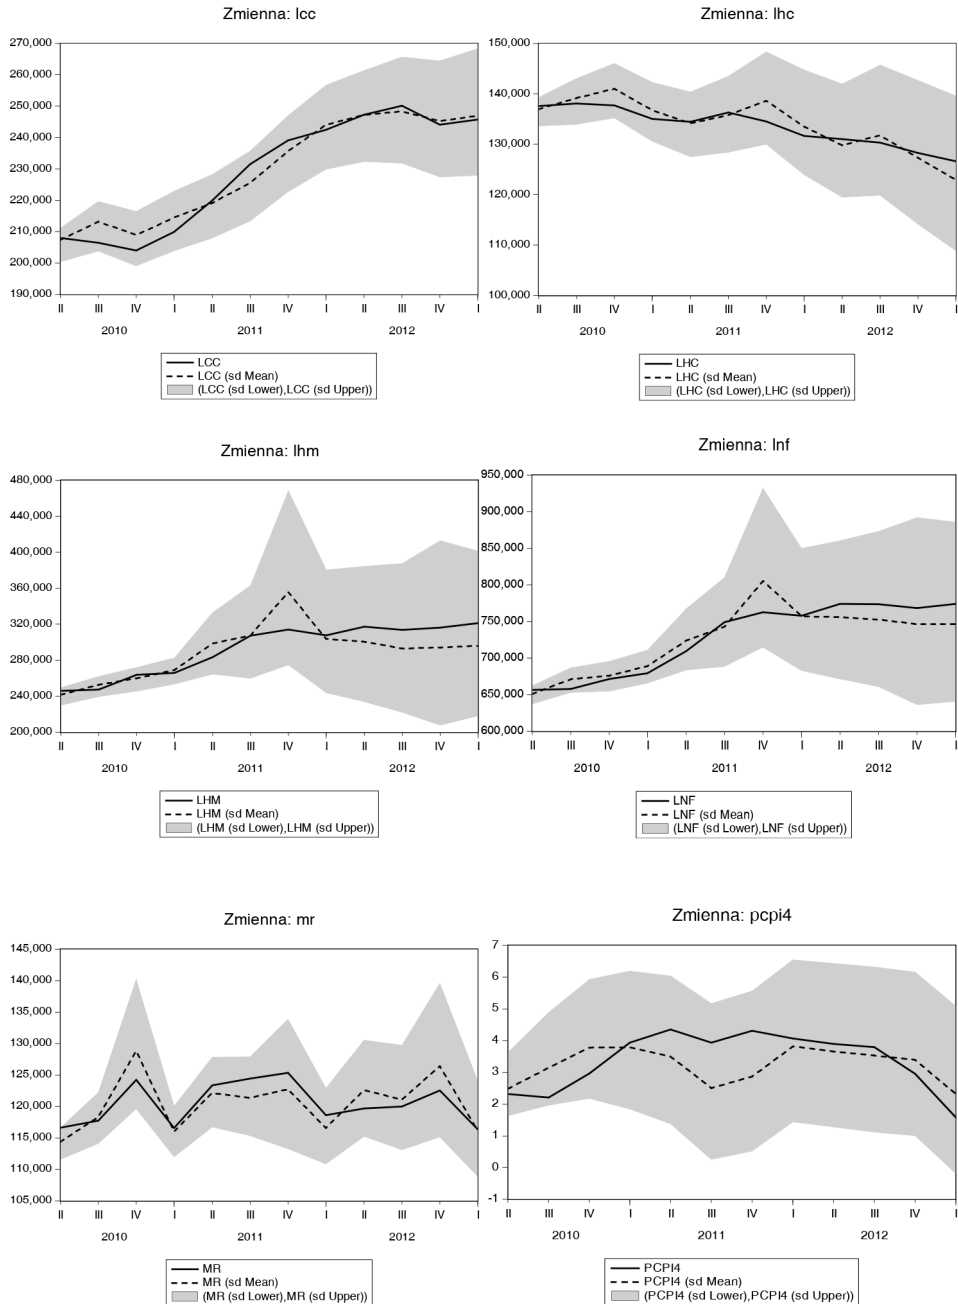 Zmienna: lcc
270,000
260,000
250,000
240,000
230,000
220,000
210,000
200,000
190,000
II III IV I II III IV I II III IV I
2010 2011 2012
LCC
LCC (sd Mean)
(LCC (sd Lower),LCC (sd Upper))
Zmienna: lhc
150,000
140,000
130,000
120,000
110,000
100,000
II III IV I II III IV I II III IV I
2010 2011 2012
LHC
LHC (sd Mean)
(LHC (sd Lower),LHC (sd Upper))
Zmienna: lhm
480,000
440,000
400,000
360,000
320,000
280,000
240,000
200,000
II III IV I II III IV I II III IV I
2010 2011 2012
LHM
LHM (sd Mean)
(LHM (sd Lower),LHM (sd Upper))
Zmienna: lnf
950,000
900,000
850,000
800,000
750,000
700,000
650,000
600,000
II III IV I II III IV I II III IV I
2010 2011 2012
LNF
LNF (sd Mean)
(LNF (sd Lower),LNF (sd Upper))
Zmienna: mr
145,000
140,000
135,000
130,000
125,000
120,000
115,000
110,000
105,000
II III IV I II III IV I II III IV I
2010 2011 2012
MR
MR (sd Mean)
(MR (sd Lower),MR (sd Upper))
Zmienna: pcpi4
7
6
5
4
3
2
1
0
-1
II III IV I II III IV I II III IV I
2010 2011 2012
PCPI4
PCPI4 (sd Mean)
(PCPI4 (sd Lower),PCPI4 (sd Upper))